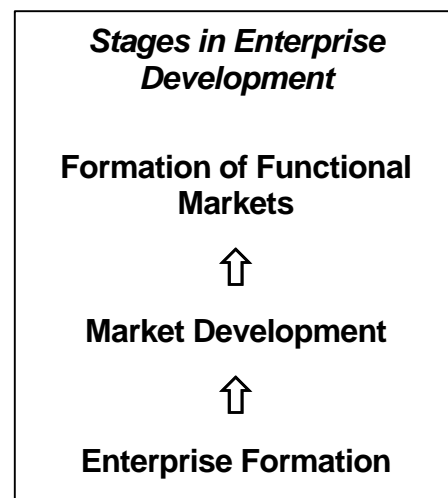 Stages in Enterprise
Development
Formation of Functional
Markets
⇧
Market Development
⇧
Enterprise Formation